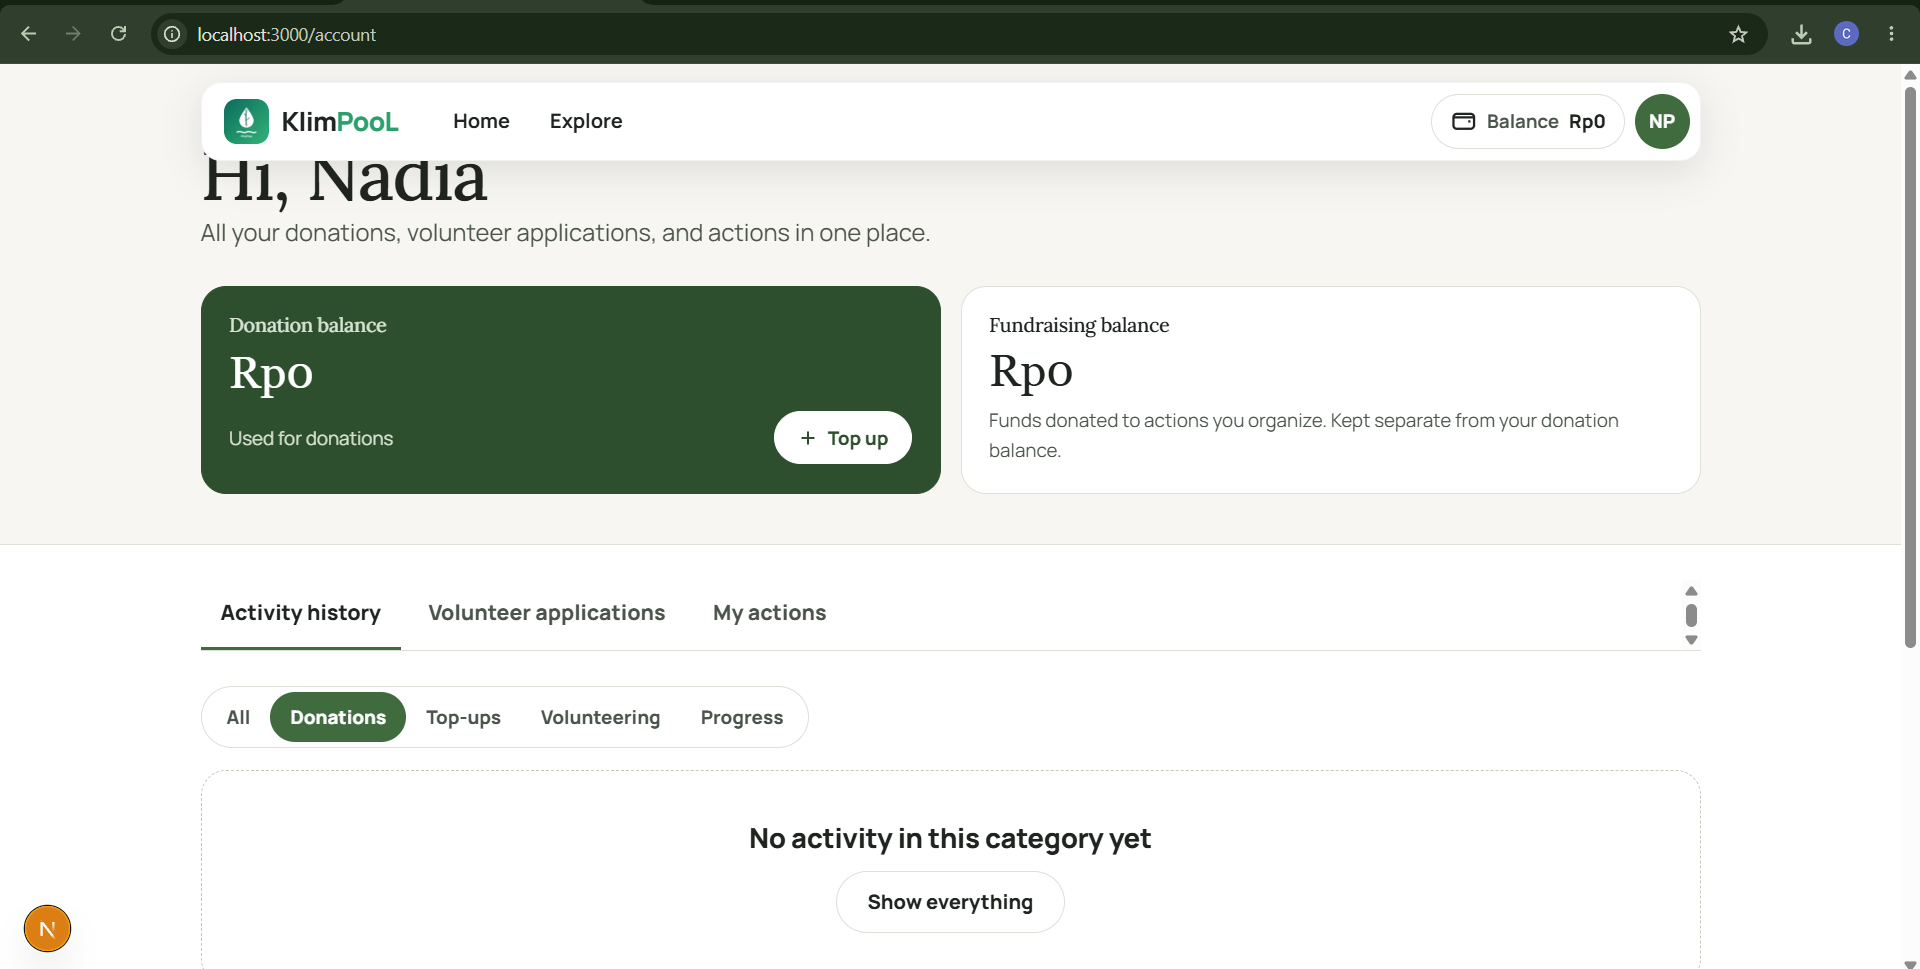 localhost:3000/account
C
KlimPooL
Home
Explore
Balance Rp0
NP
Hi, Nadia
All your donations, volunteer applications, and actions in one place.
Donation balance
Rp0
Used for donations
+ Top up
Fundraising balance
Rp0
Funds donated to actions you organize. Kept separate from your donation
balance.
Activity history
Volunteer applications
My actions
All
Donations
Top-ups
Volunteering
Progress
No activity in this category yet
Show everything
N